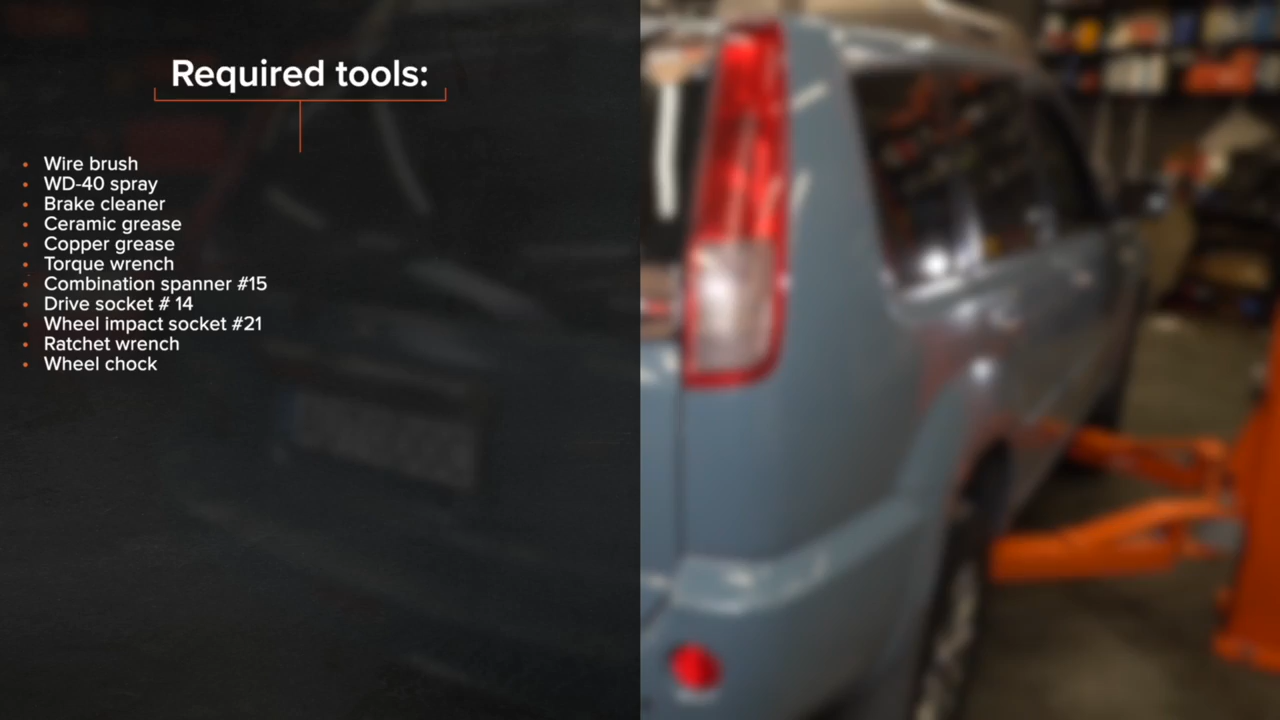 Required tools:
Wire brush
WD-40 spray
Brake cleaner
Ceramic grease
Copper grease
Torque wrench
Combination spanner #15
Drive socket # 14
Wheel impact socket #21
Ratchet wrench
Wheel chock